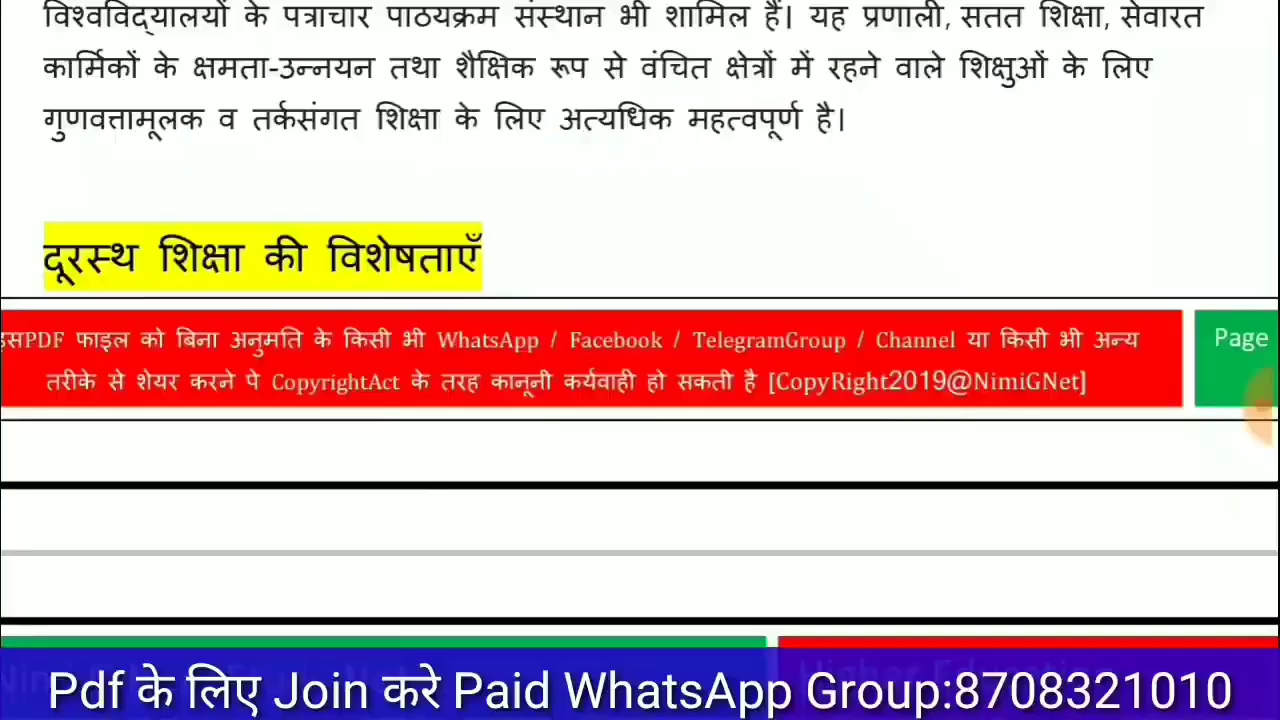 विश्वविद्यालयों के पत्राचार पाठयक्रम संस्थान भी शामिल हैं। यह प्रणाली, सतत शिक्षा, सेवारत
कार्मिकों के क्षमता-उन्नयन तथा शैक्षिक रूप से वंचित क्षेत्रों में रहने वाले शिक्षुओं के लिए
गुणवत्तामूलक व तर्कसंगत शिक्षा के लिए अत्यधिक महत्वपूर्ण है।
दूरस्थ शिक्षा की विशेषताएँ
इसPDF फाइल को बिना अनुमति के किसी भी WhatsApp / Facebook / TelegramGroup / Channel या किसी भी अन्य
तरीके से शेयर करने पे CopyrightAct के तरह कानूनी कर्यवाही हो सकती है [CopyRight2019@NimiGNet]
Page
Pdf के लिए Join करे Paid WhatsApp Group:8708321010